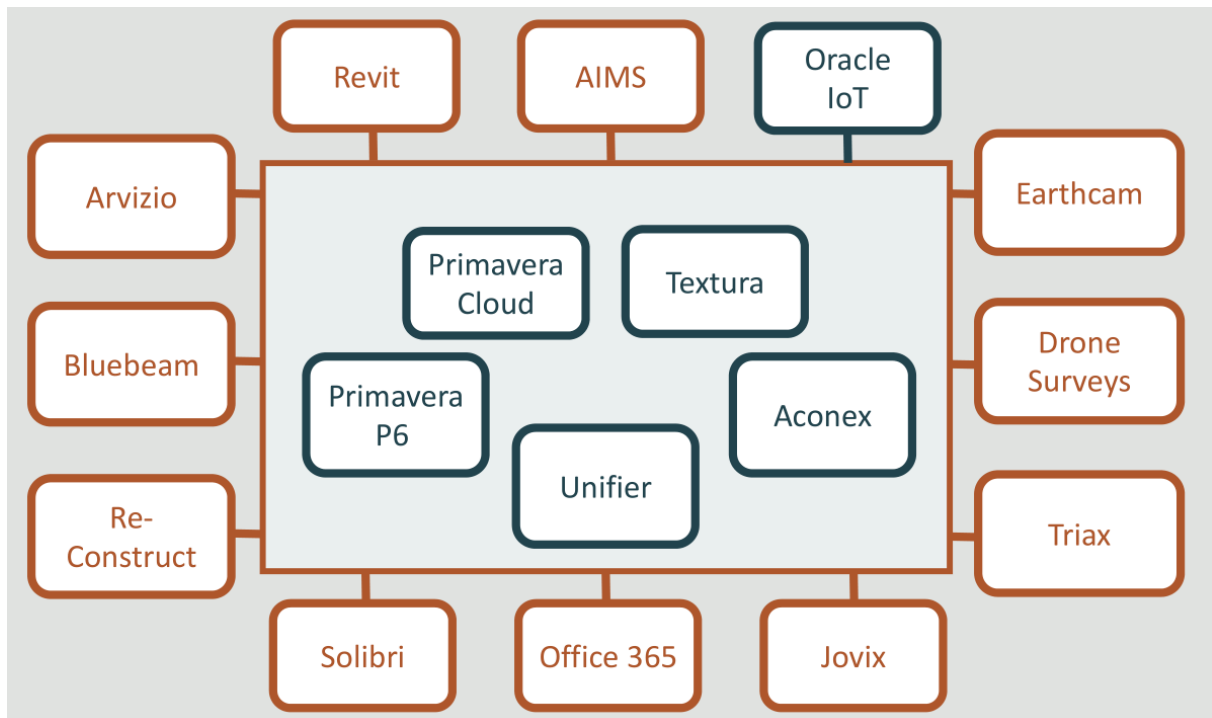 Revit
AIMS
Oracle
IoT
Arvizio
Earthcam
Primavera
Cloud
Textura
Bluebeam
Drone
Surveys
Primavera
P6
Aconex
Unifier
Re-
Construct
Triax
Solibri
Office 365
Jovix